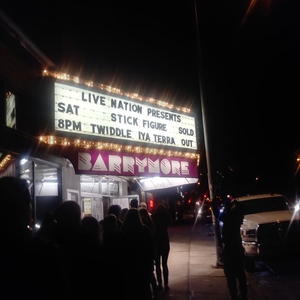 LIVE NATION PRESENTS
SAT STICK FIGURE SOLD
8PM TWIDDLE IYA TERRA OUT
BARRYMORE